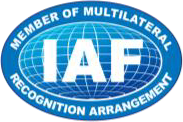 MEMBER OF MULTILATERAL
IAF
RECOGNITION ARRANGEMENT